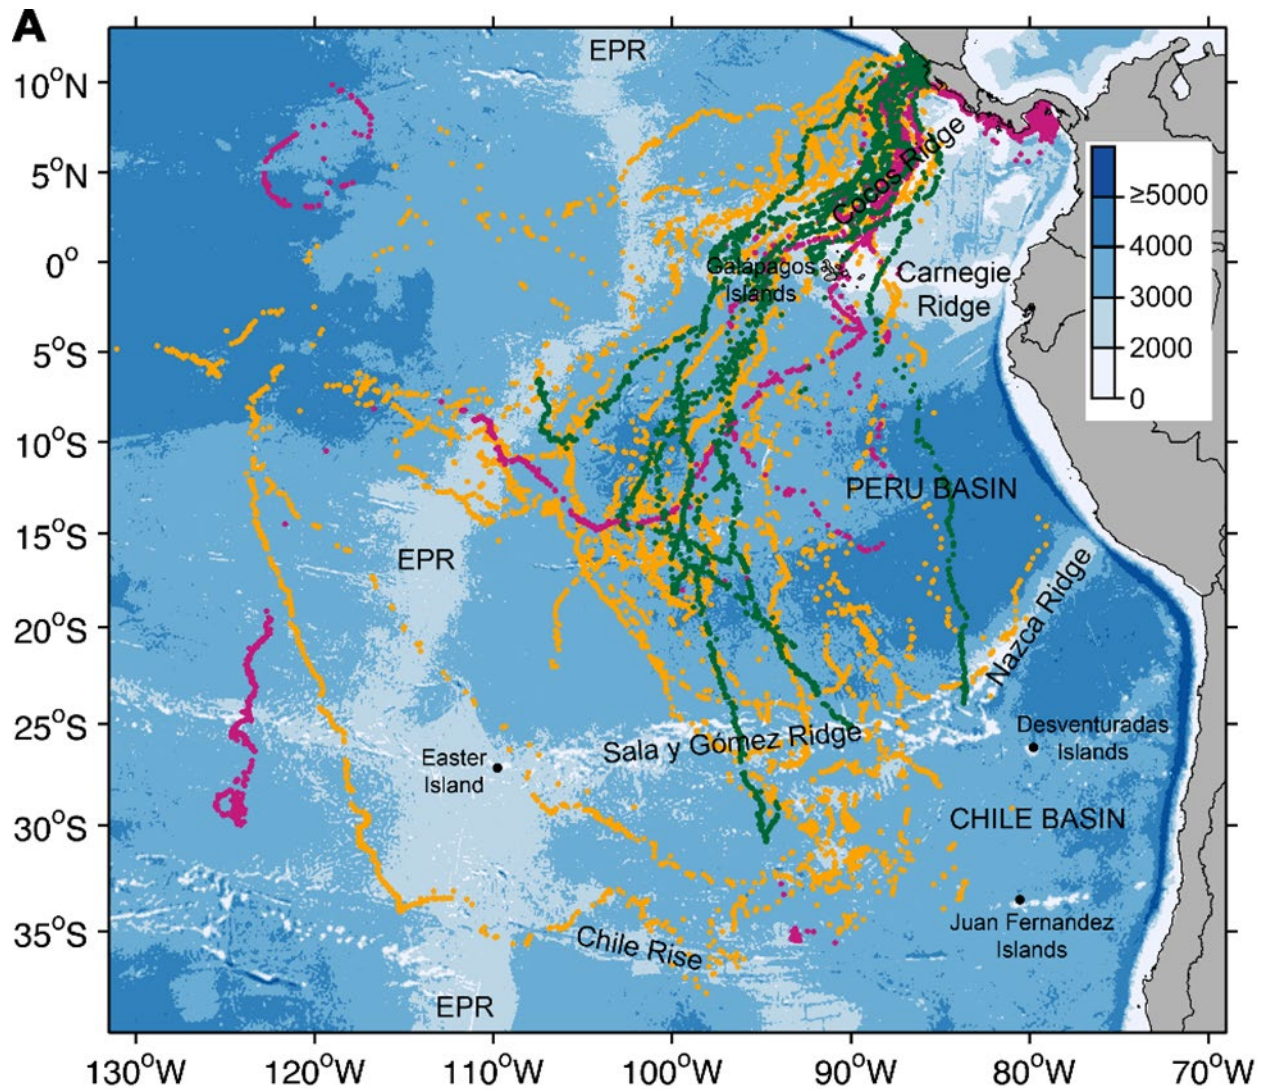 A
EPR
10°N
5°N
Cocos Ridge
≥5000
4000
3000
2000
0
0°
Galápagos
Islands
Carnegie
Ridge
5°S
10°S
PERU BASIN
15°S
EPR
Nazca Ridge
20°S
25°S
Sala y Gómez Ridge
Desventuradas
Islands
Easter
Island
30°S
CHILE BASIN
35°S
Juan Fernandez
Islands
Chile Rise
EPR
130°W
120°W
110°W
100°W
90°W
80°W
70°W